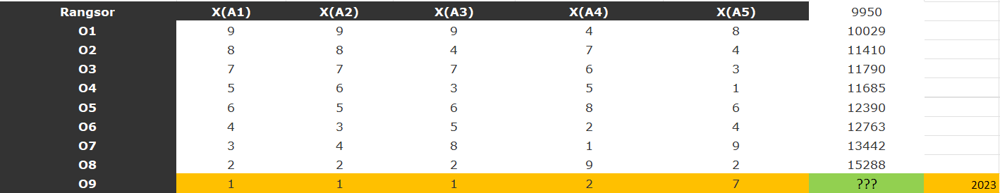 Rangsor X(A1) X(A2) X(A3) X(A4) X(A5) 9950
O1 9 9 9 4 8 10029
O2 8 8 4 7 4 11410
O3 7 7 7 6 3 11790
O4 5 6 3 5 1 11685
O5 6 5 6 8 6 12390
O6 4 3 5 2 4 12763
O7 3 4 8 1 9 13442
O8 2 2 2 9 2 15288
O9 1 1 1 2 7 ??? 2023